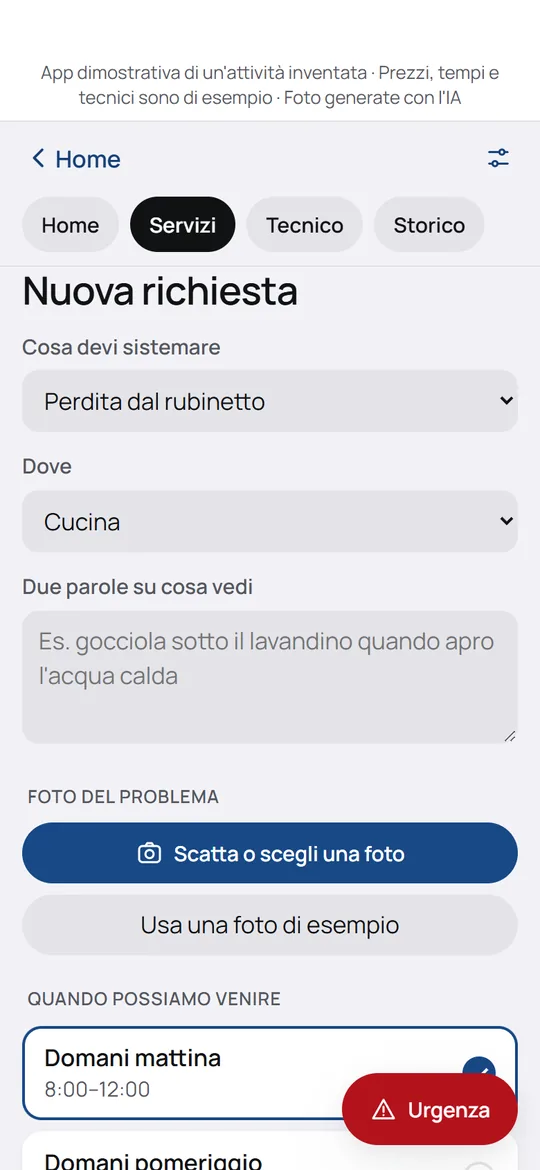 App dimostrativa di un'attività inventata · Prezzi, tempi e
tecnici sono di esempio · Foto generate con l'IA
Home
Home
Servizi
Tecnico
Storico
Nuova richiesta
Cosa devi sistemare
Perdita dal rubinetto
Dove
Cucina
Due parole su cosa vedi
Es. gocciola sotto il lavandino quando apro
l'acqua calda
FOTO DEL PROBLEMA
Scatta o scegli una foto
Usa una foto di esempio
QUANDO POSSIAMO VENIRE
Domani mattina
8:00–12:00
Urgenza
Domani pomeriggio